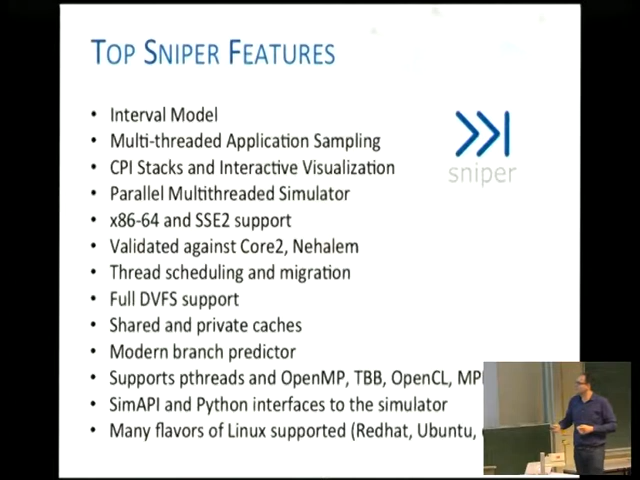 TOP SNIPER FEATURES
• Interval Model
• Multi-threaded Application Sampling
• CPI Stacks and Interactive Visualization
• Parallel Multithreaded Simulator
• x86-64 and SSE2 support
• Validated against Core2, Nehalem
• Thread scheduling and migration
• Full DVFS support
• Shared and private caches
• Modern branch predictor
• Supports pthreads and OpenMP, TBB, OpenCL, MPI
• SimAPI and Python interfaces to the simulator
• Many flavors of Linux supported (Redhat, Ubuntu,
sniper